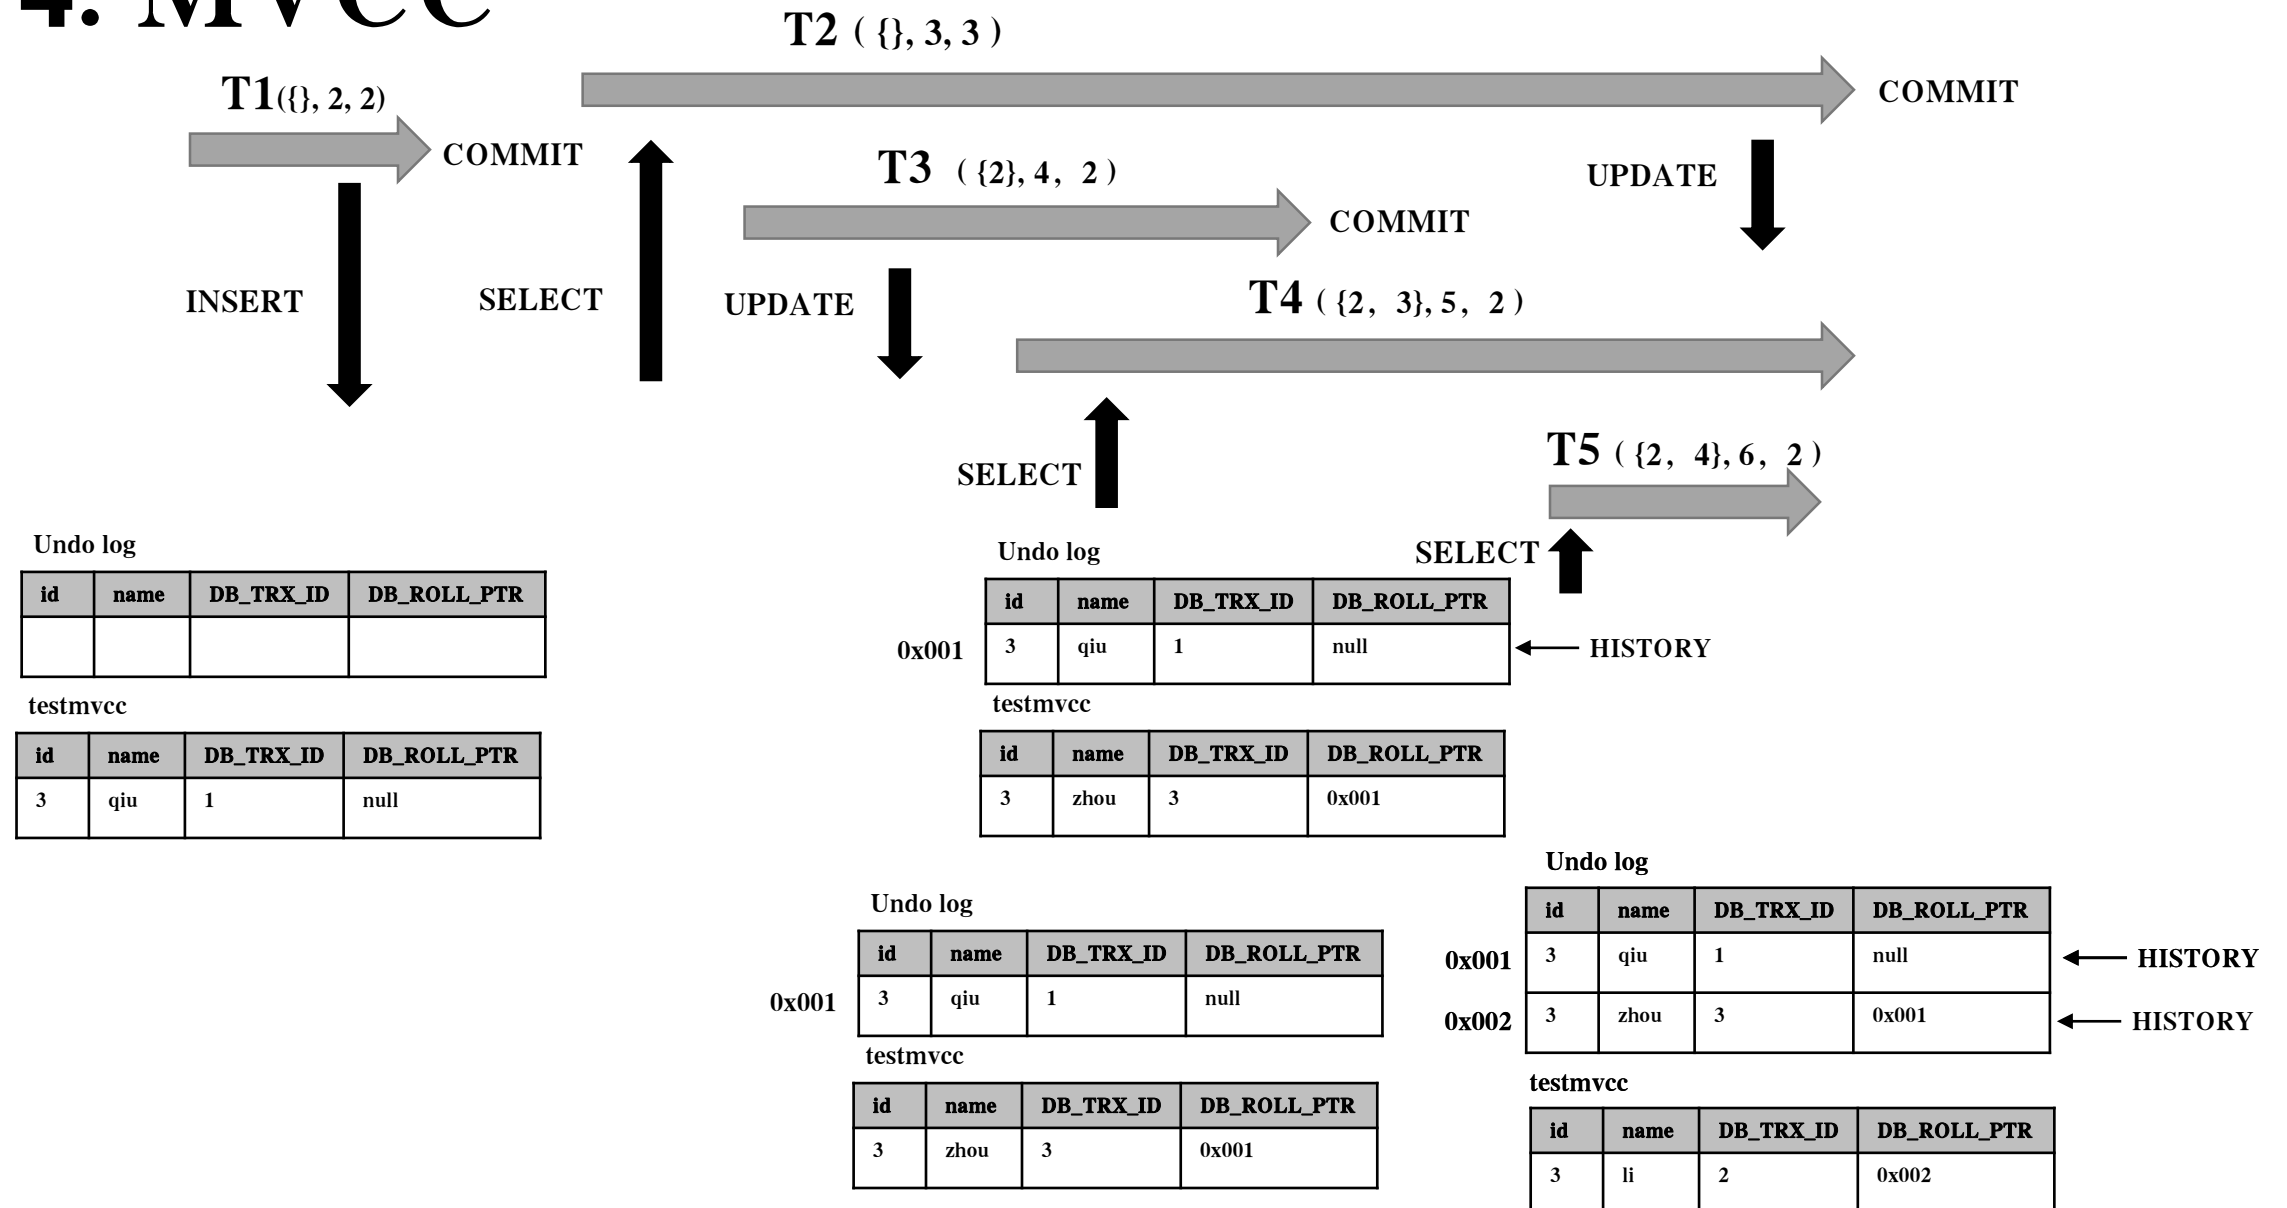 4. MVCC
T2 ( {}, 3, 3 )
COMMIT
T1({}, 2, 2)
COMMIT
T3 ( {2}, 4, 2 )
COMMIT
UPDATE
INSERT
SELECT
UPDATE
T4 ( {2, 3}, 5, 2 )
SELECT
T5 ( {2, 4}, 6, 2 )
SELECT
Undo log
id name DB_TRX_ID DB_ROLL_PTR
testmvcc
id name DB_TRX_ID DB_ROLL_PTR
3 qiu 1 null
Undo log
id name DB_TRX_ID DB_ROLL_PTR
0x001 3 qiu 1 null HISTORY
testmvcc
id name DB_TRX_ID DB_ROLL_PTR
3 zhou 3 0x001
Undo log
id name DB_TRX_ID DB_ROLL_PTR
0x001 3 qiu 1 null
testmvcc
id name DB_TRX_ID DB_ROLL_PTR
3 zhou 3 0x001
Undo log
id name DB_TRX_ID DB_ROLL_PTR
0x001 3 qiu 1 null HISTORY
0x002 3 zhou 3 0x001 HISTORY
testmvcc
id name DB_TRX_ID DB_ROLL_PTR
3 li 2 0x002